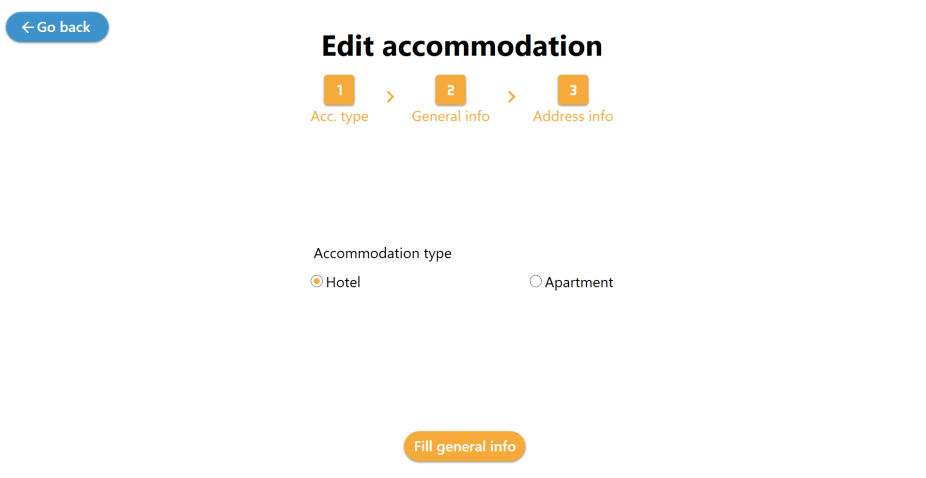 Go back
Edit accommodation
1 2 3
Acc. type General info Address info
Accommodation type
Hotel Apartment
Fill general info